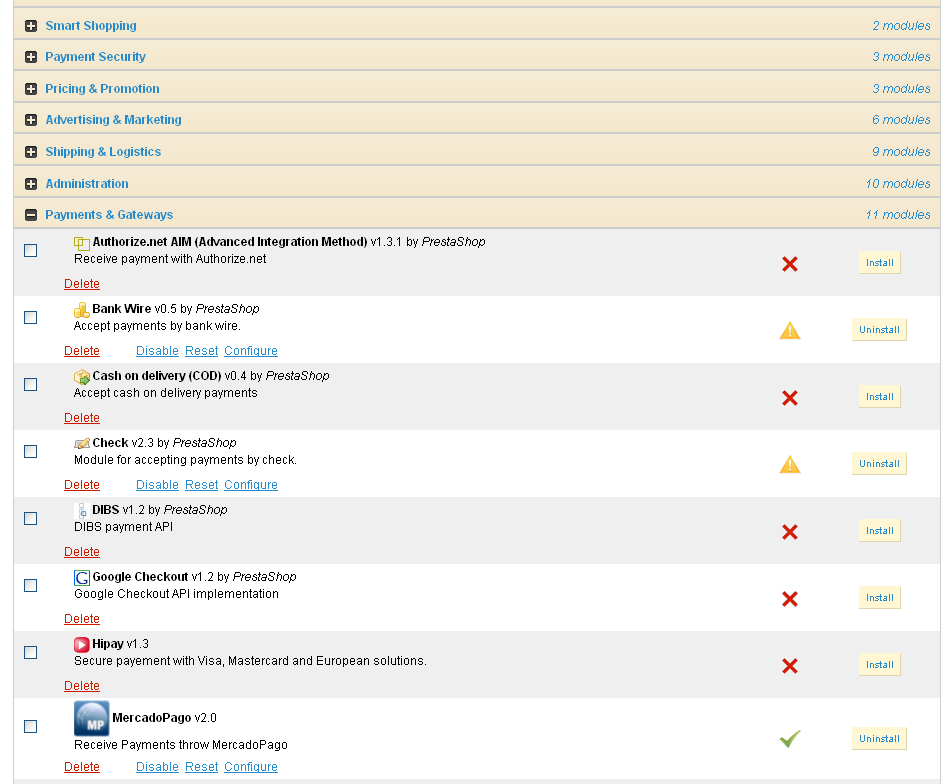 Smart Shopping 2 modules
Payment Security 3 modules
Pricing & Promotion 3 modules
Advertising & Marketing 6 modules
Shipping & Logistics 9 modules
Administration 10 modules
Payments & Gateways 11 modules
Authorize.net AIM (Advanced Integration Method) v1.3.1 by PrestaShop
Receive payment with Authorize.net
Install
Delete
Bank Wire v0.5 by PrestaShop
Accept payments by bank wire.
Uninstall
Delete Disable Reset Configure
Cash on delivery (COD) v0.4 by PrestaShop
Accept cash on delivery payments
Install
Delete
Check v2.3 by PrestaShop
Module for accepting payments by check.
Uninstall
Delete Disable Reset Configure
DIBS v1.2 by PrestaShop
DIBS payment API
Install
Delete
Google Checkout v1.2 by PrestaShop
Google Checkout API implementation
Install
Delete
Hipay v1.3
Secure payement with Visa, Mastercard and European solutions.
Install
Delete
MP MercadoPago v2.0
Receive Payments throw MercadoPago
Uninstall
Delete Disable Reset Configure